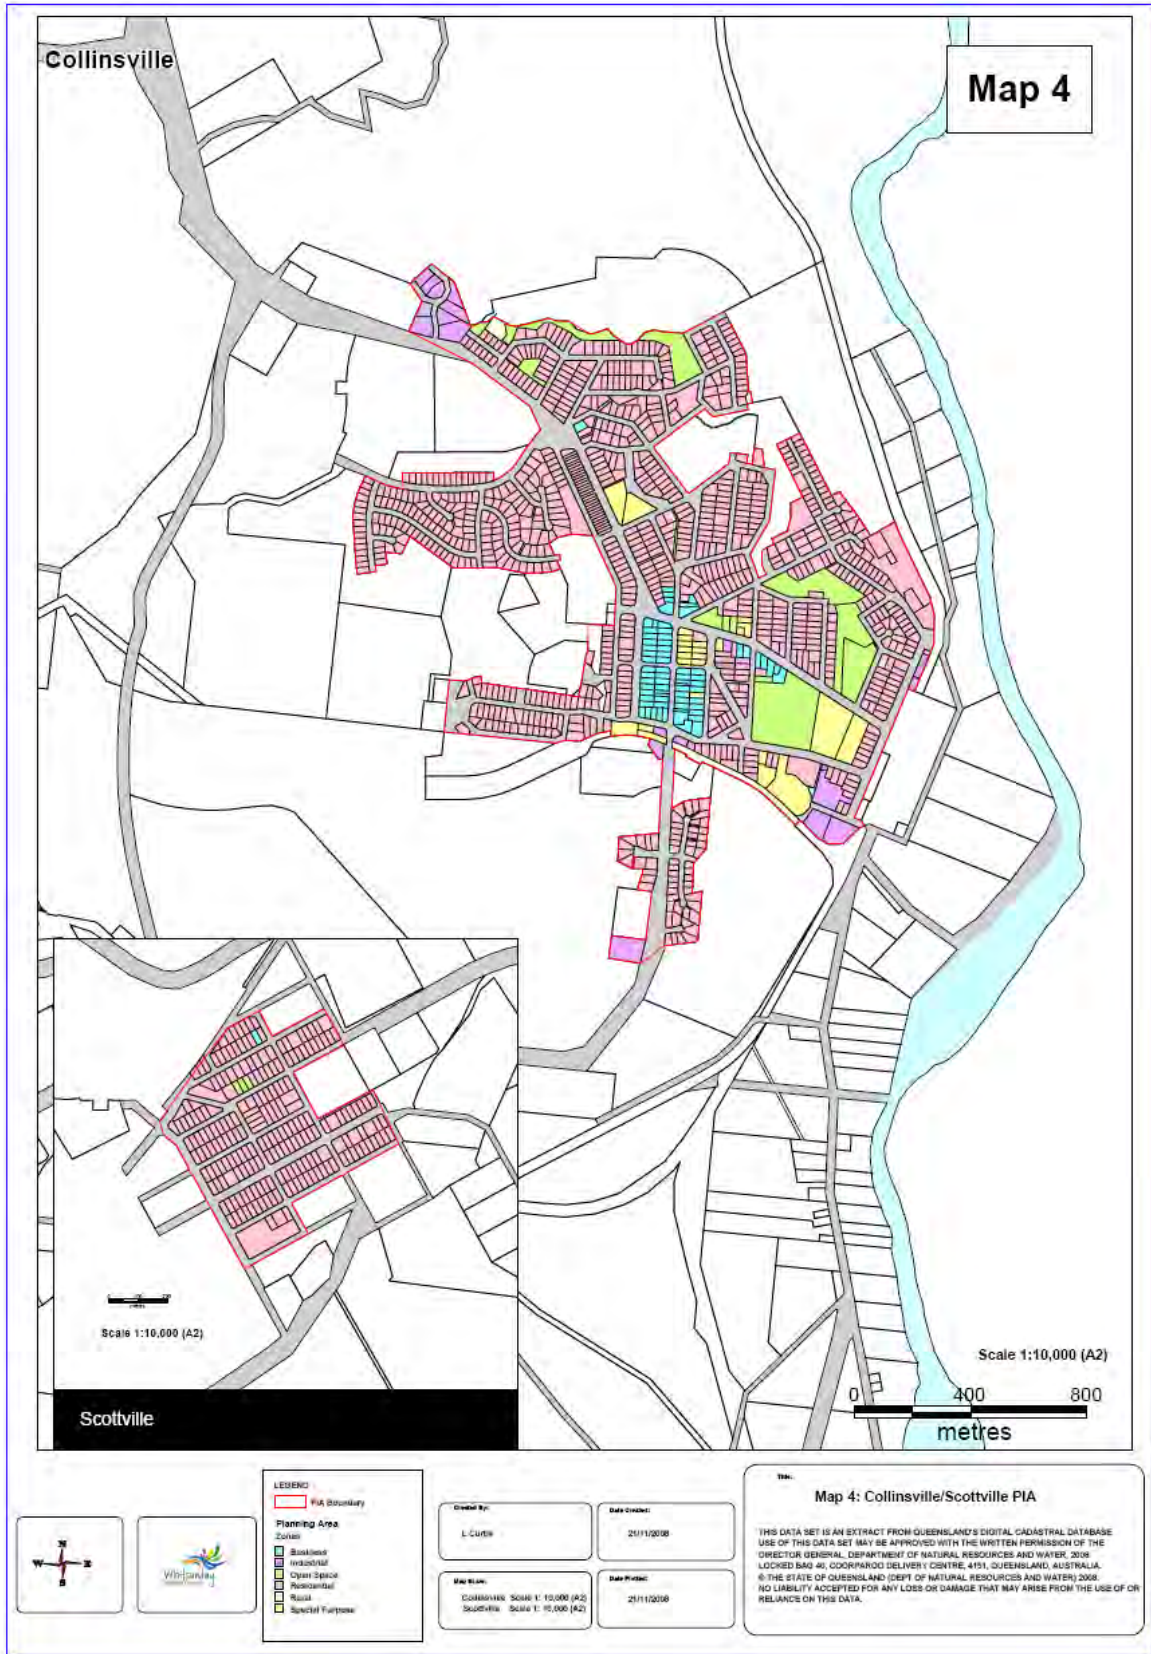 Collinsville
Map 4
Scale 1:10,000 (A2)
Scottville
Scale 1:10,000 (A2)
0 400 800
metres
N
W E
S
Whitsunday
LEGEND
PIA Boundary
Planning Area
Zones
Business
Industrial
Open Space
Residential
Rural
Special Purpose
Created By:
L Curtis
Date Created:
21/11/2008
Map Scale:
Collinsville Scale 1: 10,000 (A2)
Scottville Scale 1: 10,000 (A2)
Date Plotted:
21/11/2008
Title:
Map 4: Collinsville/Scottville PIA
THIS DATA SET IS AN EXTRACT FROM QUEENSLAND'S DIGITAL CADASTRAL DATABASE
USE OF THIS DATA SET MAY BE APPROVED WITH THE WRITTEN PERMISSION OF THE
DIRECTOR GENERAL, DEPARTMENT OF NATURAL RESOURCES AND WATER, 2008
LOCKED BAG 40, COORPAROO DELIVERY CENTRE, 4151, QUEENSLAND, AUSTRALIA.
© THE STATE OF QUEENSLAND (DEPT OF NATURAL RESOURCES AND WATER) 2008.
NO LIABILITY ACCEPTED FOR ANY LOSS OR DAMAGE THAT MAY ARISE FROM THE USE OF OR
RELIANCE ON THIS DATA.